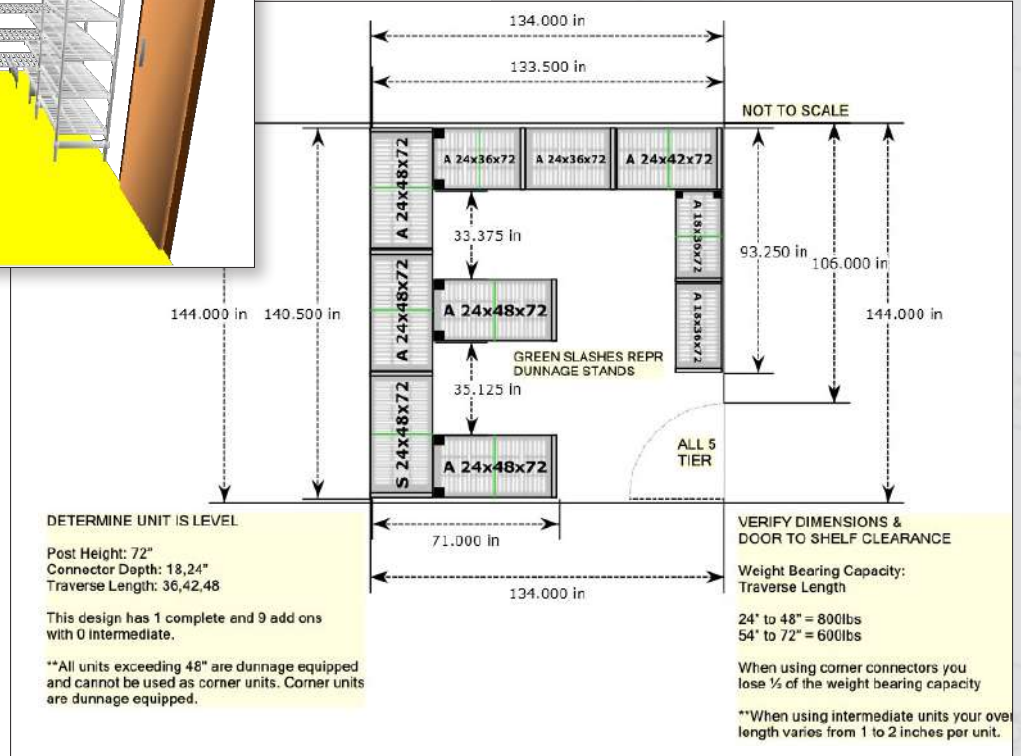 134.000 in
133.500 in
NOT TO SCALE
A 24x48x72
A 24x36x72
A 24x36x72
A 24x42x72
A 18x36x72
33.375 in
93.250 in
106.000 in
A 24x48x72
A 24x48x72
A 18x36x72
144.000 in
140.500 in
144.000 in
GREEN SLASHES REPR
DUNNAGE STANDS
35.125 in
S 24x48x72
A 24x48x72
ALL 5
TIER
71.000 in
134.000 in
DETERMINE UNIT IS LEVEL
Post Height: 72"
Connector Depth: 18,24"
Traverse Length: 36,42,48
This design has 1 complete and 9 add ons
with 0 intermediate.
**All units exceeding 48" are dunnage equipped
and cannot be used as corner units. Corner units
are dunnage equipped.
VERIFY DIMENSIONS &
DOOR TO SHELF CLEARANCE
Weight Bearing Capacity:
Traverse Length
24" to 48" = 800lbs
54" to 72" = 600lbs
When using corner connectors you
lose ⅓ of the weight bearing capacity
**When using intermediate units your over
length varies from 1 to 2 inches per unit.